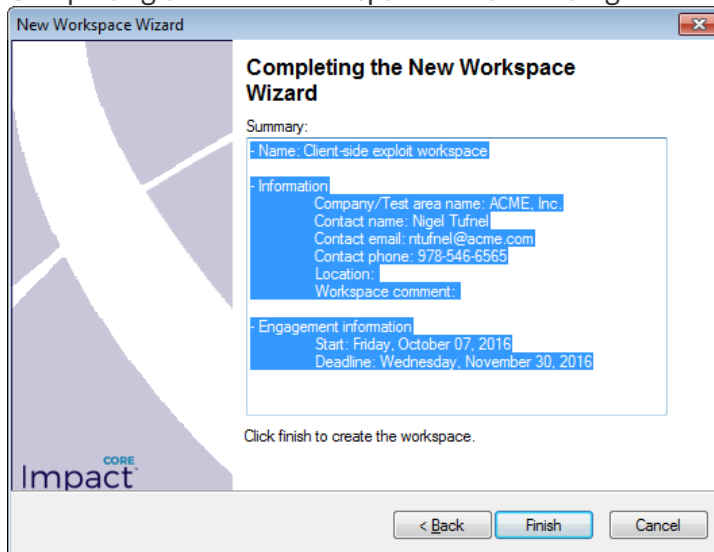 New Workspace Wizard
Completing the New Workspace
Wizard
Summary:
- Name: Client-side exploit workspace
- Information
Company/Test area name: ACME, Inc.
Contact name: Nigel Tufnel
Contact email: ntufnel@acme.com
Contact phone: 978-546-6565
Location:
Workspace comment:
- Engagement information
Start: Friday, October 07, 2016
Deadline: Wednesday, November 30, 2016
Click finish to create the workspace.
CORE
Impact
< Back Finish Cancel